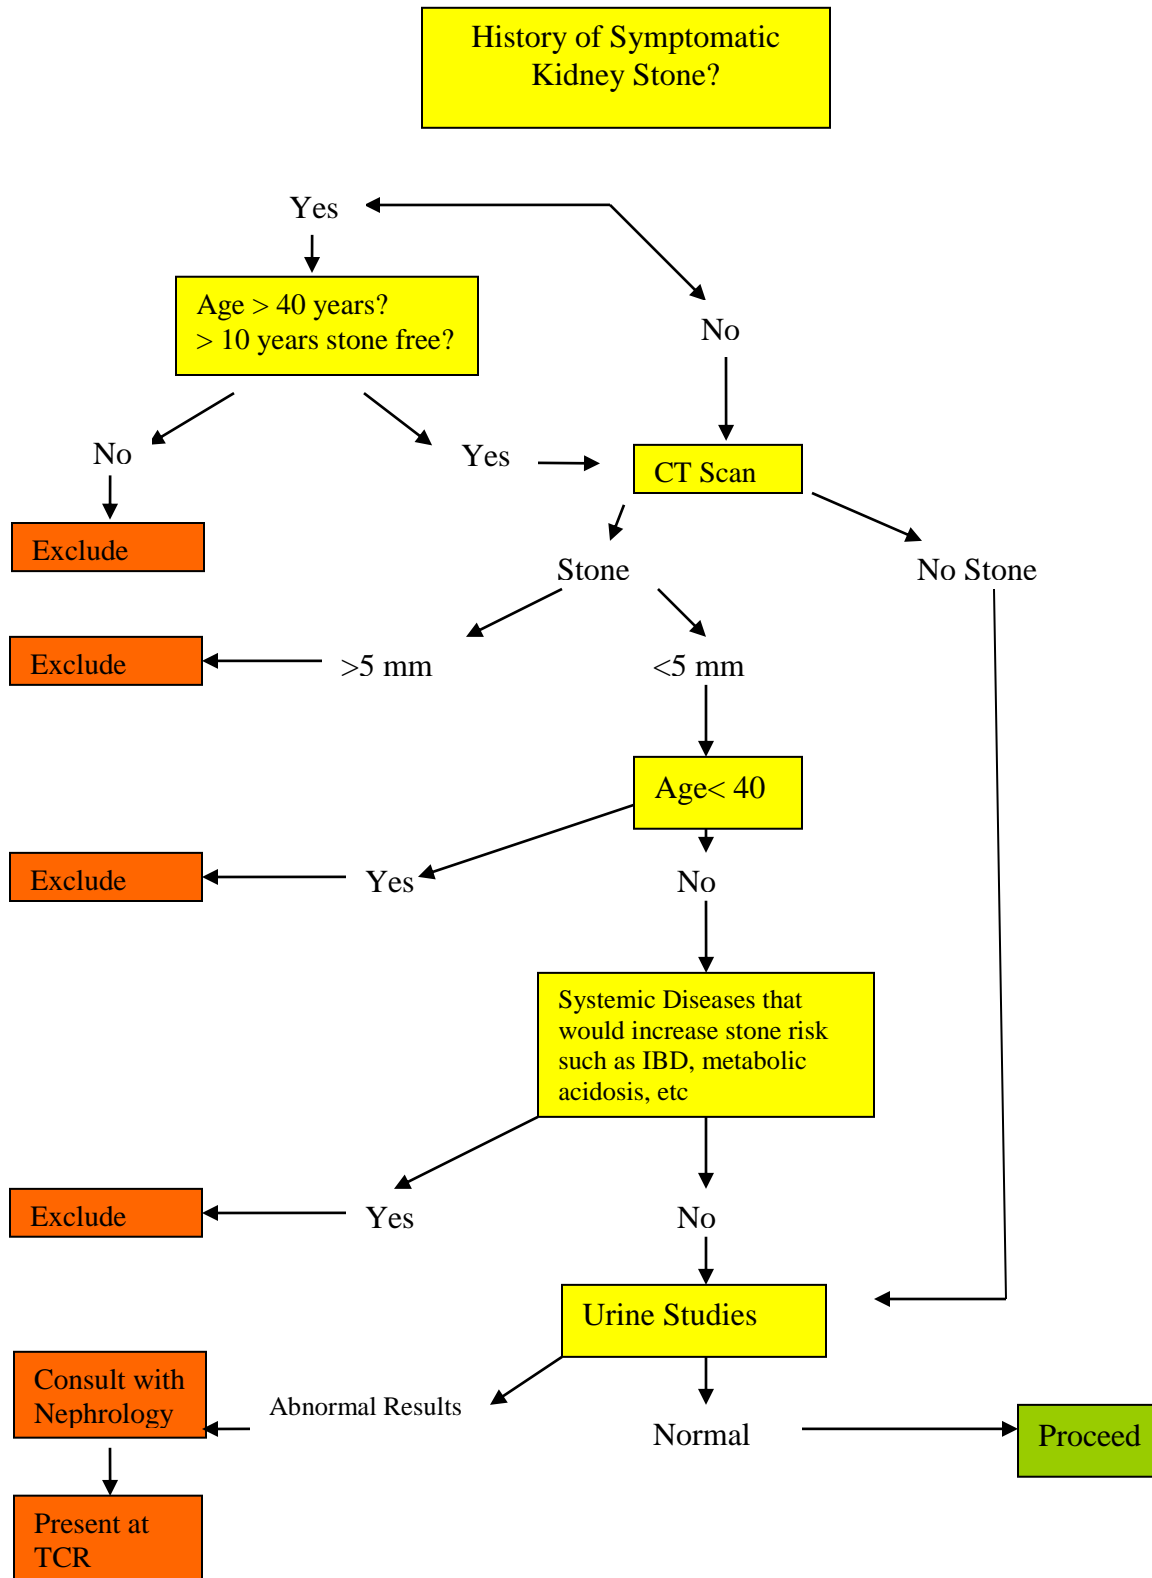 History of Symptomatic
Kidney Stone?
Yes
Age > 40 years?
> 10 years stone free?
No
No
Yes
CT Scan
Exclude
Stone
No Stone
Exclude
>5 mm
<5 mm
Age< 40
Exclude
Yes
No
Systemic Diseases that
would increase stone risk
such as IBD, metabolic
acidosis, etc
Exclude
Yes
No
Urine Studies
Consult with
Nephrology
Abnormal Results
Normal
Proceed
Present at
TCR